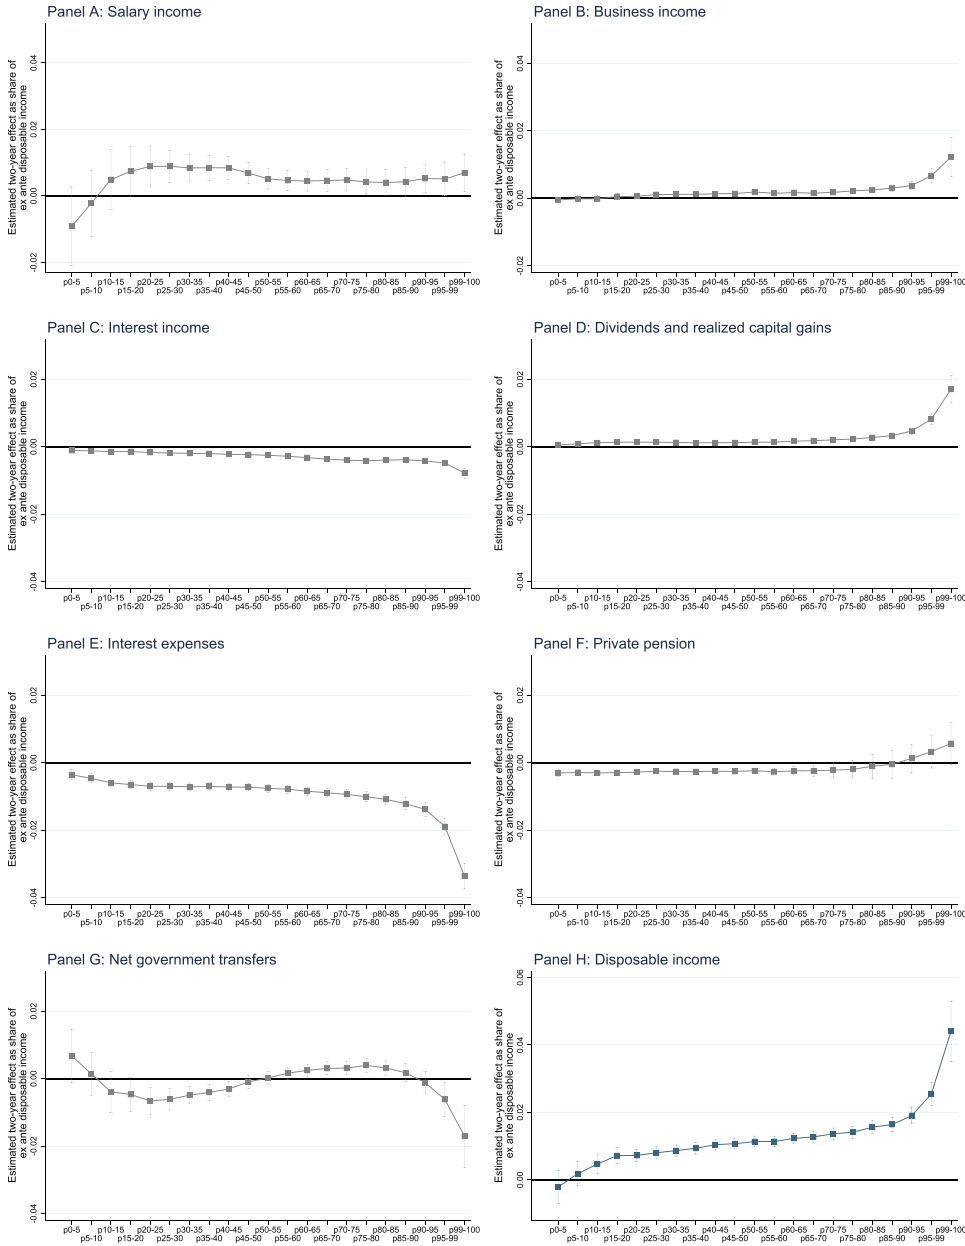 Panel A: Salary income
Estimated two-year effect as share of
ex ante disposable income
0.04
0.02
0.00
-0.02
p0-5 p10-15 p20-25 p30-35 p40-45 p50-55 p60-65 p70-75 p80-85 p90-95 p99-100
p5-10 p15-20 p25-30 p35-40 p45-50 p55-60 p65-70 p75-80 p85-90 p95-99
Panel B: Business income
Estimated two-year effect as share of
ex ante disposable income
0.04
0.02
0.00
-0.02
p0-5 p10-15 p20-25 p30-35 p40-45 p50-55 p60-65 p70-75 p80-85 p90-95 p99-100
p5-10 p15-20 p25-30 p35-40 p45-50 p55-60 p65-70 p75-80 p85-90 p95-99
Panel C: Interest income
Estimated two-year effect as share of
ex ante disposable income
0.02
0.00
-0.02
-0.04
p0-5 p10-15 p20-25 p30-35 p40-45 p50-55 p60-65 p70-75 p80-85 p90-95 p99-100
p5-10 p15-20 p25-30 p35-40 p45-50 p55-60 p65-70 p75-80 p85-90 p95-99
Panel D: Dividends and realized capital gains
Estimated two-year effect as share of
ex ante disposable income
0.02
0.00
-0.02
-0.04
p0-5 p10-15 p20-25 p30-35 p40-45 p50-55 p60-65 p70-75 p80-85 p90-95 p99-100
p5-10 p15-20 p25-30 p35-40 p45-50 p55-60 p65-70 p75-80 p85-90 p95-99
Panel E: Interest expenses
Estimated two-year effect as share of
ex ante disposable income
0.02
0.00
-0.02
-0.04
p0-5 p10-15 p20-25 p30-35 p40-45 p50-55 p60-65 p70-75 p80-85 p90-95 p99-100
p5-10 p15-20 p25-30 p35-40 p45-50 p55-60 p65-70 p75-80 p85-90 p95-99
Panel F: Private pension
Estimated two-year effect as share of
ex ante disposable income
0.02
0.00
-0.02
-0.04
p0-5 p10-15 p20-25 p30-35 p40-45 p50-55 p60-65 p70-75 p80-85 p90-95 p99-100
p5-10 p15-20 p25-30 p35-40 p45-50 p55-60 p65-70 p75-80 p85-90 p95-99
Panel G: Net government transfers
Estimated two-year effect as share of
ex ante disposable income
0.02
0.00
-0.02
-0.04
p0-5 p10-15 p20-25 p30-35 p40-45 p50-55 p60-65 p70-75 p80-85 p90-95 p99-100
p5-10 p15-20 p25-30 p35-40 p45-50 p55-60 p65-70 p75-80 p85-90 p95-99
Panel H: Disposable income
Estimated two-year effect as share of
ex ante disposable income
0.06
0.04
0.02
0.00
p0-5 p10-15 p20-25 p30-35 p40-45 p50-55 p60-65 p70-75 p80-85 p90-95 p99-100
p5-10 p15-20 p25-30 p35-40 p45-50 p55-60 p65-70 p75-80 p85-90 p95-99